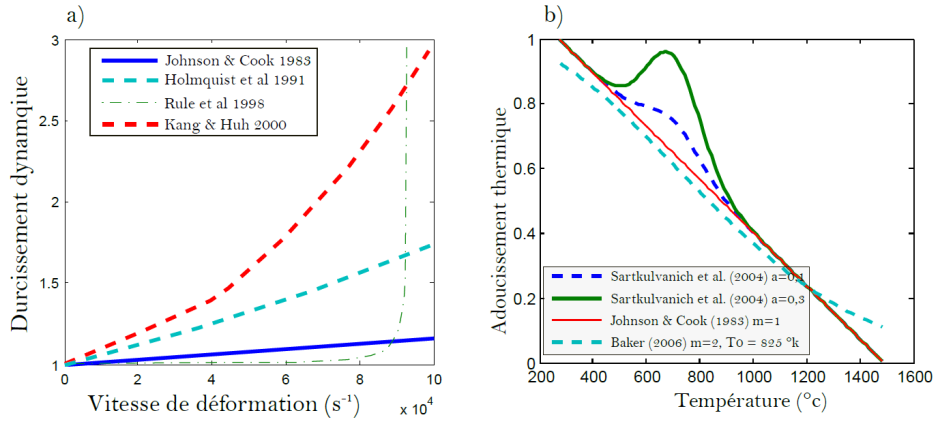 a)
Durcissement dynamqiue
3
2.5
2
1.5
1
Johnson & Cook 1983
Holmquist et al 1991
Rule et al 1998
Kang & Huh 2000
0 2 4 6 8 10
x 10⁴
Vitesse de déformation (s⁻¹)
b)
Adoucissement thermique
1
0.8
0.6
0.4
0.2
0
Sartkulvanich et al. (2004) a=0,1
Sartkulvanich et al. (2004) a=0,3
Johnson & Cook (1983) m=1
Baker (2006) m=2, T0 = 825 °k
200 400 600 800 1000 1200 1400 1600
Température (°c)